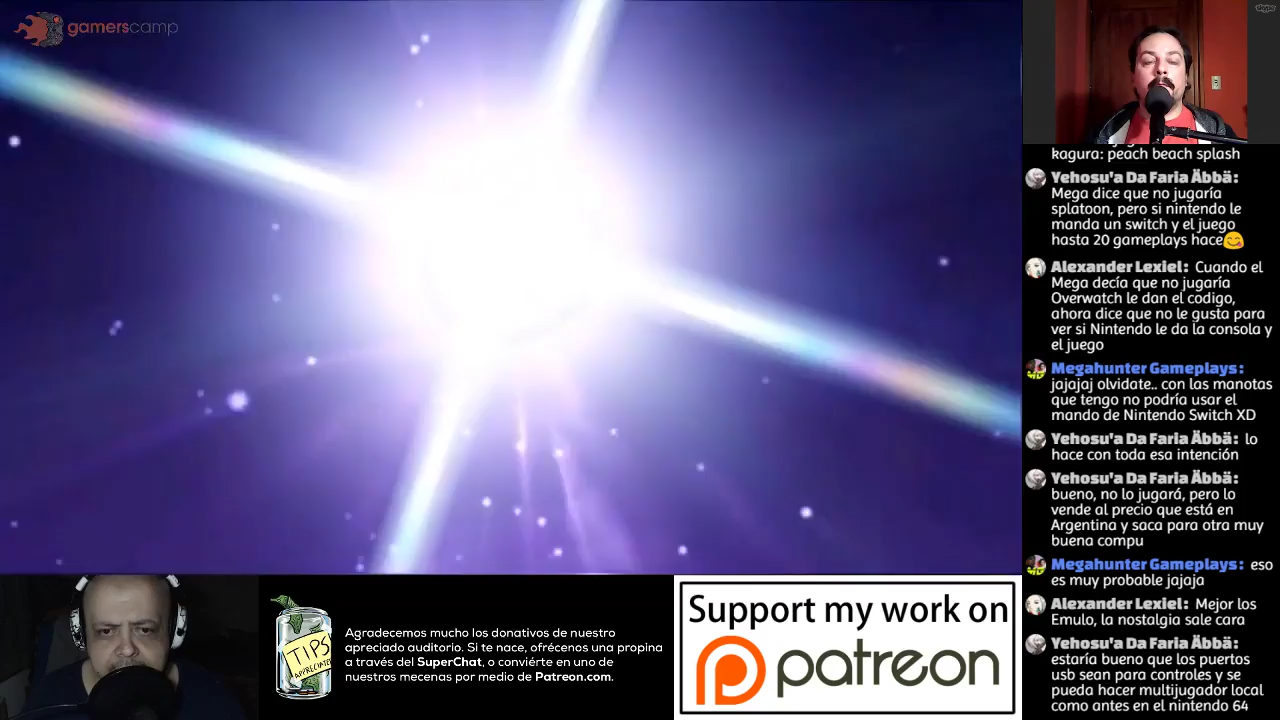 gamerscamp
skype
kagura: peach beach splash
Yehosu'a Da Faria Äbbä:
Mega dice que no jugaría
splatoon, pero si nintendo le
manda un switch y el juego
hasta 20 gameplays hace
Alexander Lexiel: Cuando el
Mega decía que no jugaría
Overwatch le dan el codigo,
ahora dice que no le gusta para
ver si Nintendo le da la consola y
el juego
Megahunter Gameplays:
jajajaj olvidate.. con las manotas
que tengo no podría usar el
mando de Nintendo Switch XD
Yehosu'a Da Faria Äbbä: lo
hace con toda esa intención
Yehosu'a Da Faria Äbbä:
bueno, no lo jugará, pero lo
vende al precio que está en
Argentina y saca para otra muy
buena compu
Megahunter Gameplays: eso
es muy probable jajaja
Alexander Lexiel: Mejor los
Emulo, la nostalgia sale cara
Yehosu'a Da Faria Äbbä:
estaría bueno que los puertos
usb sean para controles y se
pueda hacer multijugador local
como antes en el nintendo 64
TIPS
APPRECIATED
Agradecemos mucho los donativos de nuestro
apreciado auditorio. Si te nace, ofrécenos una propina
a través del SuperChat, o conviérte en uno de
nuestros mecenas por medio de Patreon.com.
Support my work on
patreon